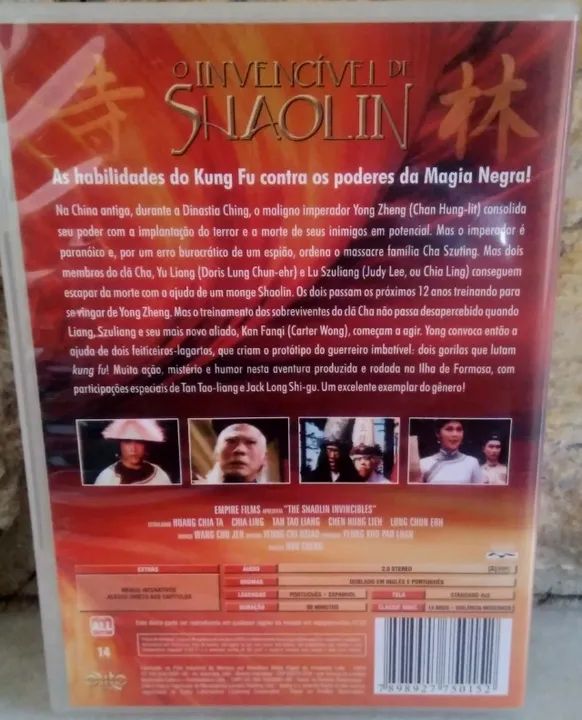 寺
林
O INVENCÍVEL DE
SHAOLIN
As habilidades do Kung Fu contra os poderes da Magia Negra!
Na China antiga, durante a Dinastia Ching, o maligno imperador Yong Zheng (Chan Hung-lit) consolida
seu poder com a implantação do terror e a morte de seus inimigos em potencial. Mas o imperador é
paranóico e, por um erro burocrático de um espião, ordena o massacre família Cha Szuting. Mas dois
membros do clã Cha, Yu Liang (Doris Lung Chun-ehr) e Lu Szuliang (Judy Lee, ou Chia Ling) conseguem
escapar da morte com a ajuda de um monge Shaolin. Os dois passam os próximos 12 anos treinando para
se vingar de Yong Zheng. Mas o treinamento dos sobreviventes do clã Cha não passa desapercebido quando
Liang, Szuliang e seu mais novo aliado, Kan Fanqi (Carter Wong), começam a agir. Yong convoca então a
ajuda de dois feiticeiros-lagartos, que criam o protótipo do guerreiro imbatível: dois gorilas que lutam
kung fu! Muita ação, mistério e humor nesta aventura produzida e rodada na Ilha de Formosa, com
participações especiais de Tan Tao-liang e Jack Long Shi-gu. Um excelente exemplar do gênero!
EMPIRE FILMS APRESENTA "THE SHAOLIN INVINCIBLES"
HUANG CHIA TA CHIA LING TAN TAO LIANG CHEN HUNG LIEH LUNG CHUN ERH
EXTRAS
MENUS INTERATIVOS
ACESSO DIRETO AOS CAPÍTULOS
ÁUDIO 2.0 STEREO
IDIOMAS DUBLADO EM INGLÊS E PORTUGUÊS
LEGENDAS PORTUGUÊS - ESPANHOL TELA STANDARD 4x3
DURAÇÃO 90 MINUTOS
ALL
14
7898927750152